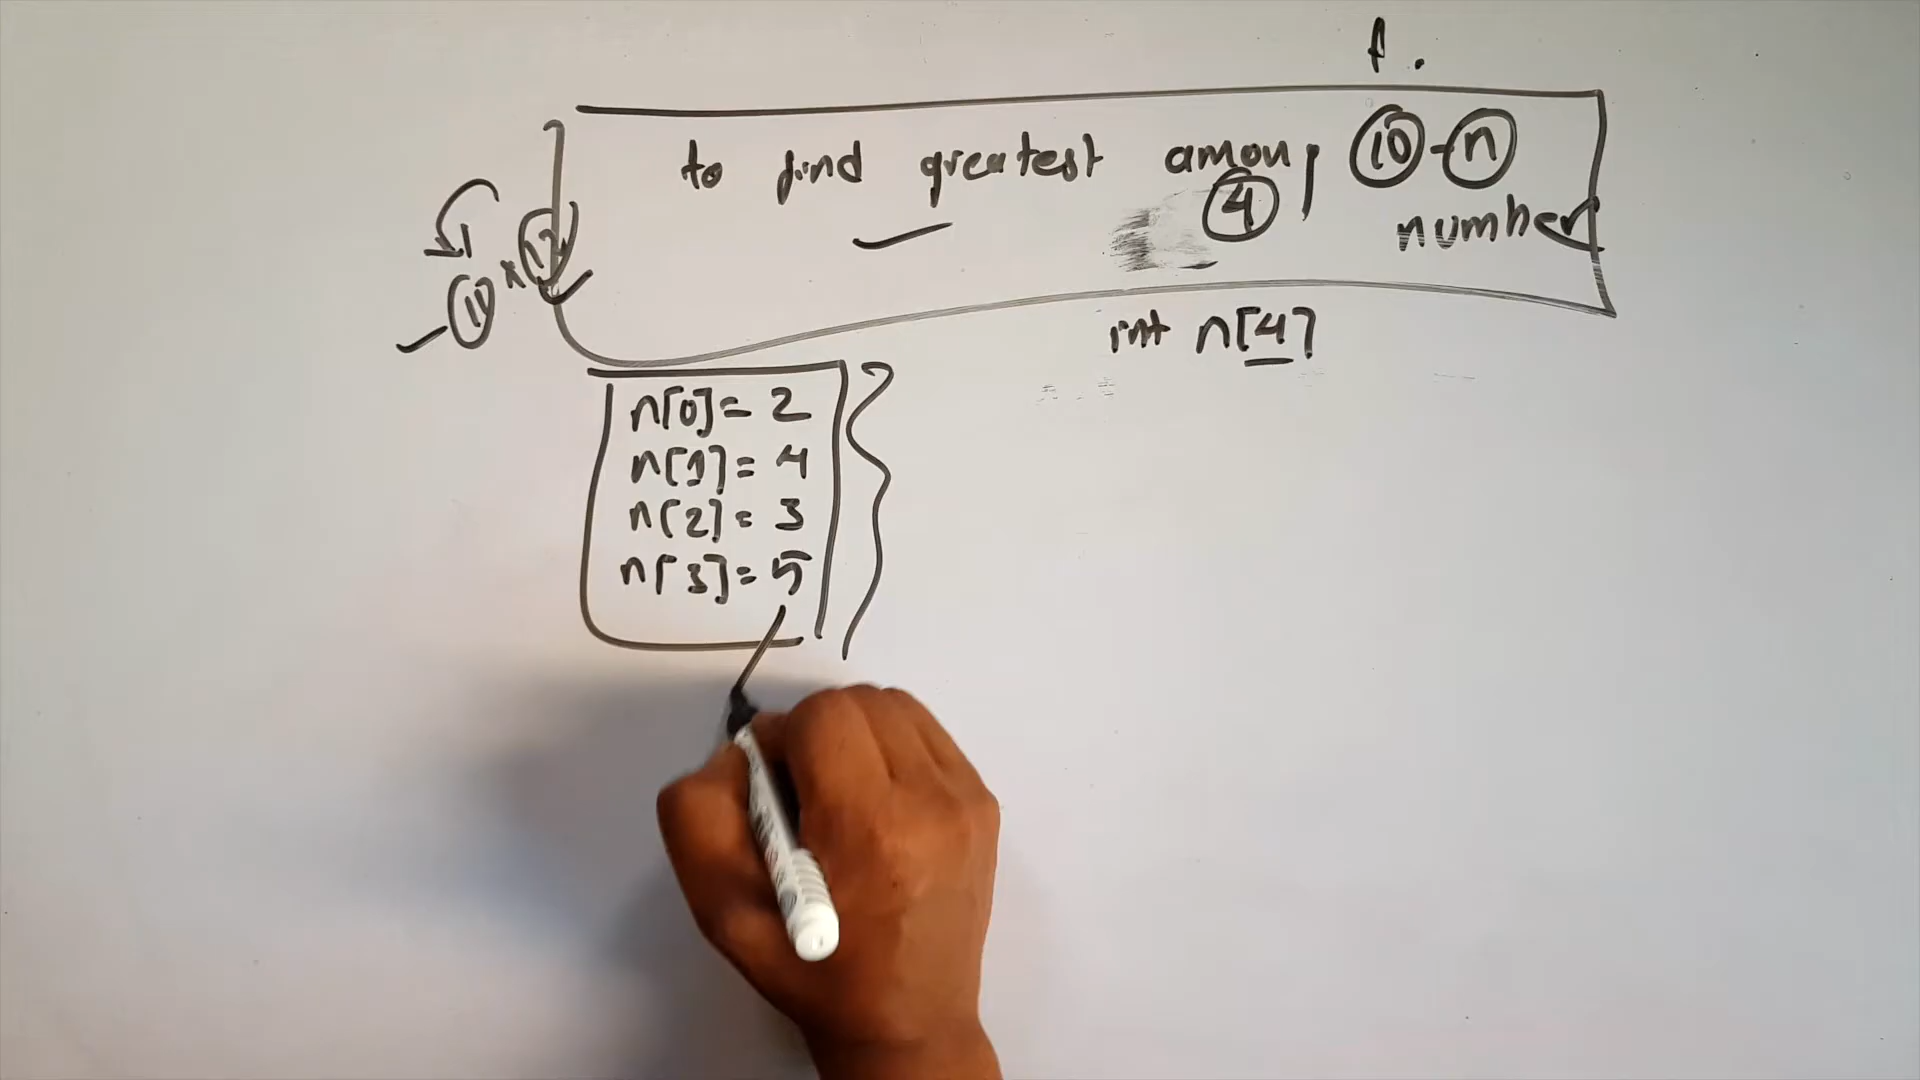 to find greatest among 10-n
4
number
int n[4]
n[0]= 2
n[1]= 4
n[2]= 3
n[3]= 5